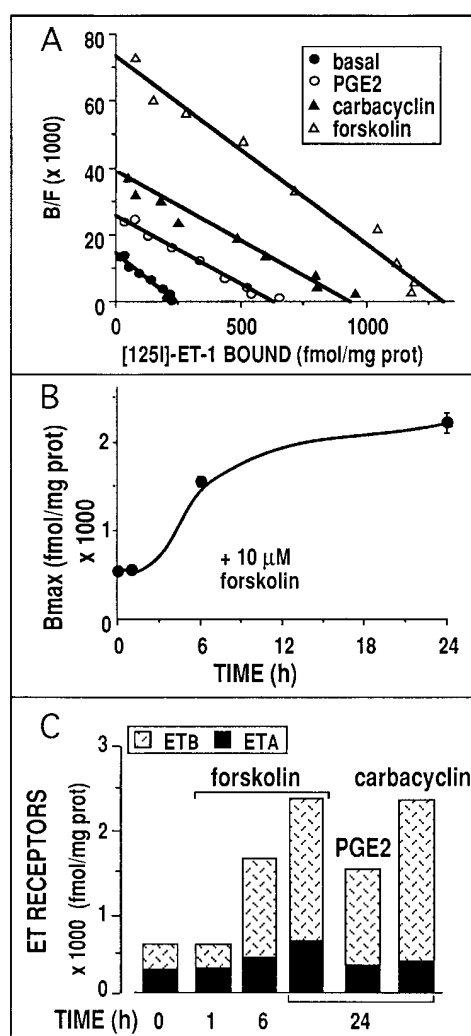 A
80
60
40
20
0
B/F (x 1000)
basal
PGE2
carbacyclin
forskolin
0 500 1000
[125I]-ET-1 BOUND (fmol/mg prot)
B
2
1
0
Bmax (fmol/mg prot)
x 1000
+ 10 µM
forskolin
0 6 12 18 24
TIME (h)
C
ETB ETA
3
2
1
0
ET RECEPTORS
x 1000 (fmol/mg prot)
forskolin carbacyclin
PGE2
TIME (h) 0 1 6 24